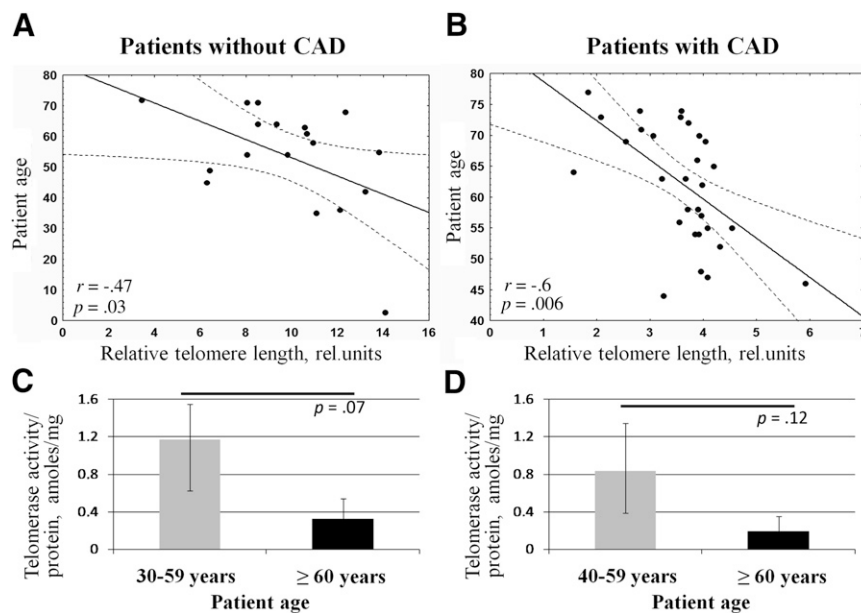 A
Patients without CAD
80
70
60
50
40
30
20
10
0
0 2 4 6 8 10 12 14 16
Patient age
r = -.47
p = .03
Relative telomere length, rel.units
B
Patients with CAD
80
75
70
65
60
55
50
45
40
0 1 2 3 4 5 6 7
Patient age
r = -.6
p = .006
Relative telomere length, rel.units
C
Telomerase activity/
protein, amoles/mg
1.6
1.2
0.8
0.4
0
p = .07
30-59 years ≥ 60 years
Patient age
D
Telomerase activity/
protein, amoles/mg
1.6
1.2
0.8
0.4
0
p = .12
40-59 years ≥ 60 years
Patient age